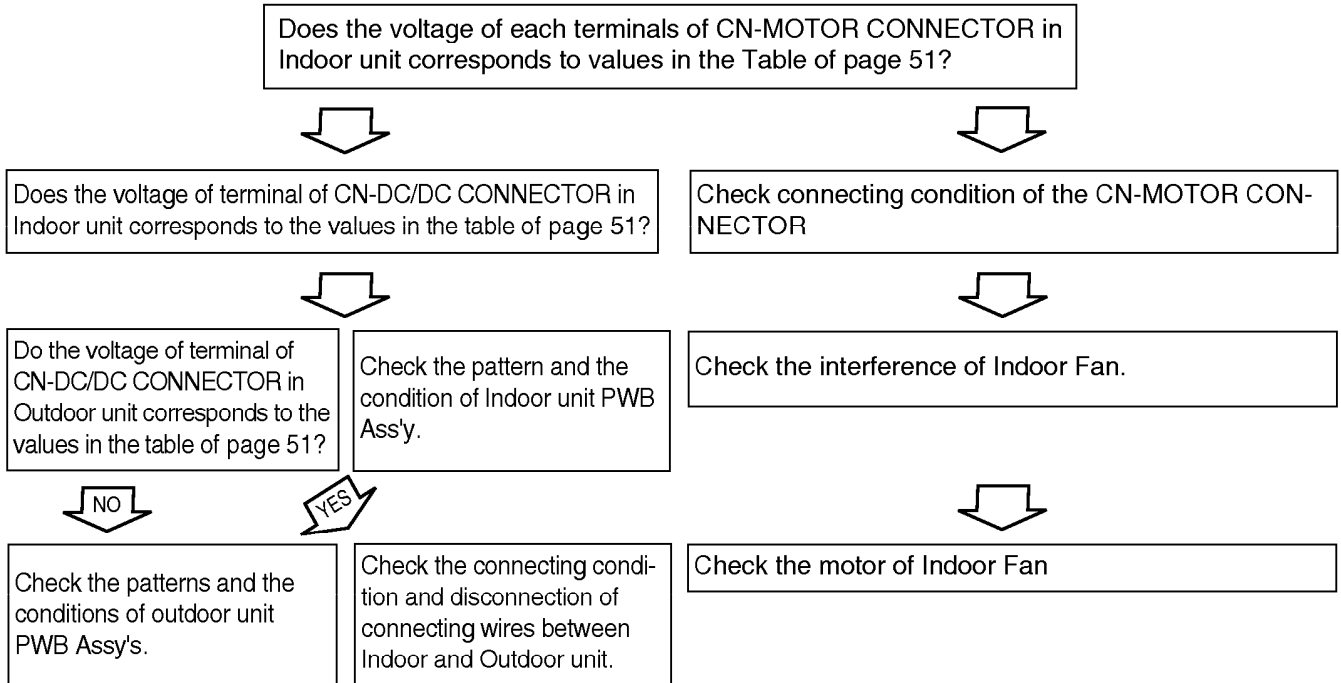 Does the voltage of each terminals of CN-MOTOR CONNECTOR in
Indoor unit corresponds to values in the Table of page 51?
Does the voltage of terminal of CN-DC/DC CONNECTOR in
Indoor unit corresponds to the values in the table of page 51?
Check connecting condition of the CN-MOTOR CON-
NECTOR
Do the voltage of terminal of
CN-DC/DC CONNECTOR in
Outdoor unit corresponds to the
values in the table of page 51?
Check the pattern and the
condition of Indoor unit PWB
Ass'y.
Check the interference of Indoor Fan.
NO
YES
Check the patterns and the
conditions of outdoor unit
PWB Assy's.
Check the connecting condi-
tion and disconnection of
connecting wires between
Indoor and Outdoor unit.
Check the motor of Indoor Fan